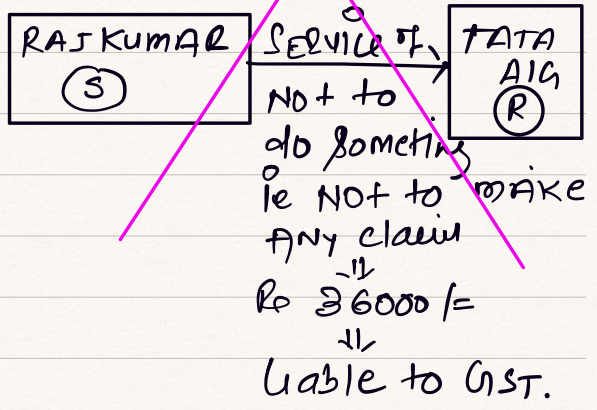 RAJKUMAR
S
SERVICE of
NOt to
do Someting
ie NOt to MAKE
ANY claim
Rs 36000/=
Liable to GST.
TATA
AIG
R